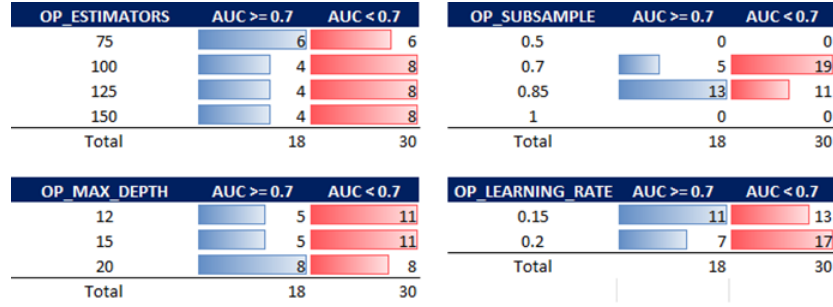 OP_ESTIMATORS AUC >= 0.7 AUC < 0.7
75 6 6
100 4 8
125 4 8
150 4 8
Total 18 30
OP_SUBSAMPLE AUC >= 0.7 AUC < 0.7
0.5 0 0
0.7 5 19
0.85 13 11
1 0 0
Total 18 30
OP_MAX_DEPTH AUC >= 0.7 AUC < 0.7
12 5 11
15 5 11
20 8 8
Total 18 30
OP_LEARNING_RATE AUC >= 0.7 AUC < 0.7
0.15 11 13
0.2 7 17
Total 18 30